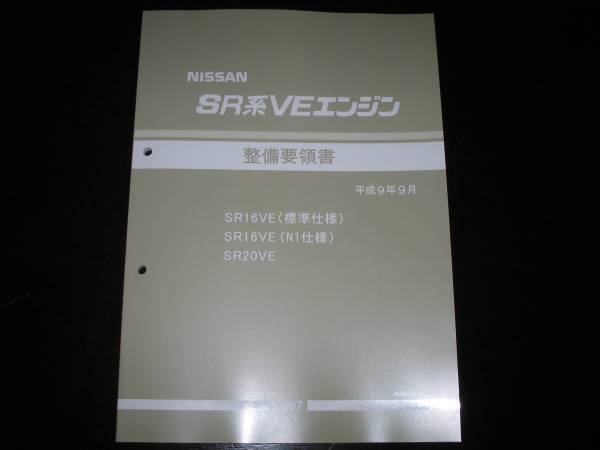 NISSAN
SR系VEエンジン
整備要領書
平成9年9月
SR16VE(標準仕様)
SR16VE(N1仕様)
SR20VE